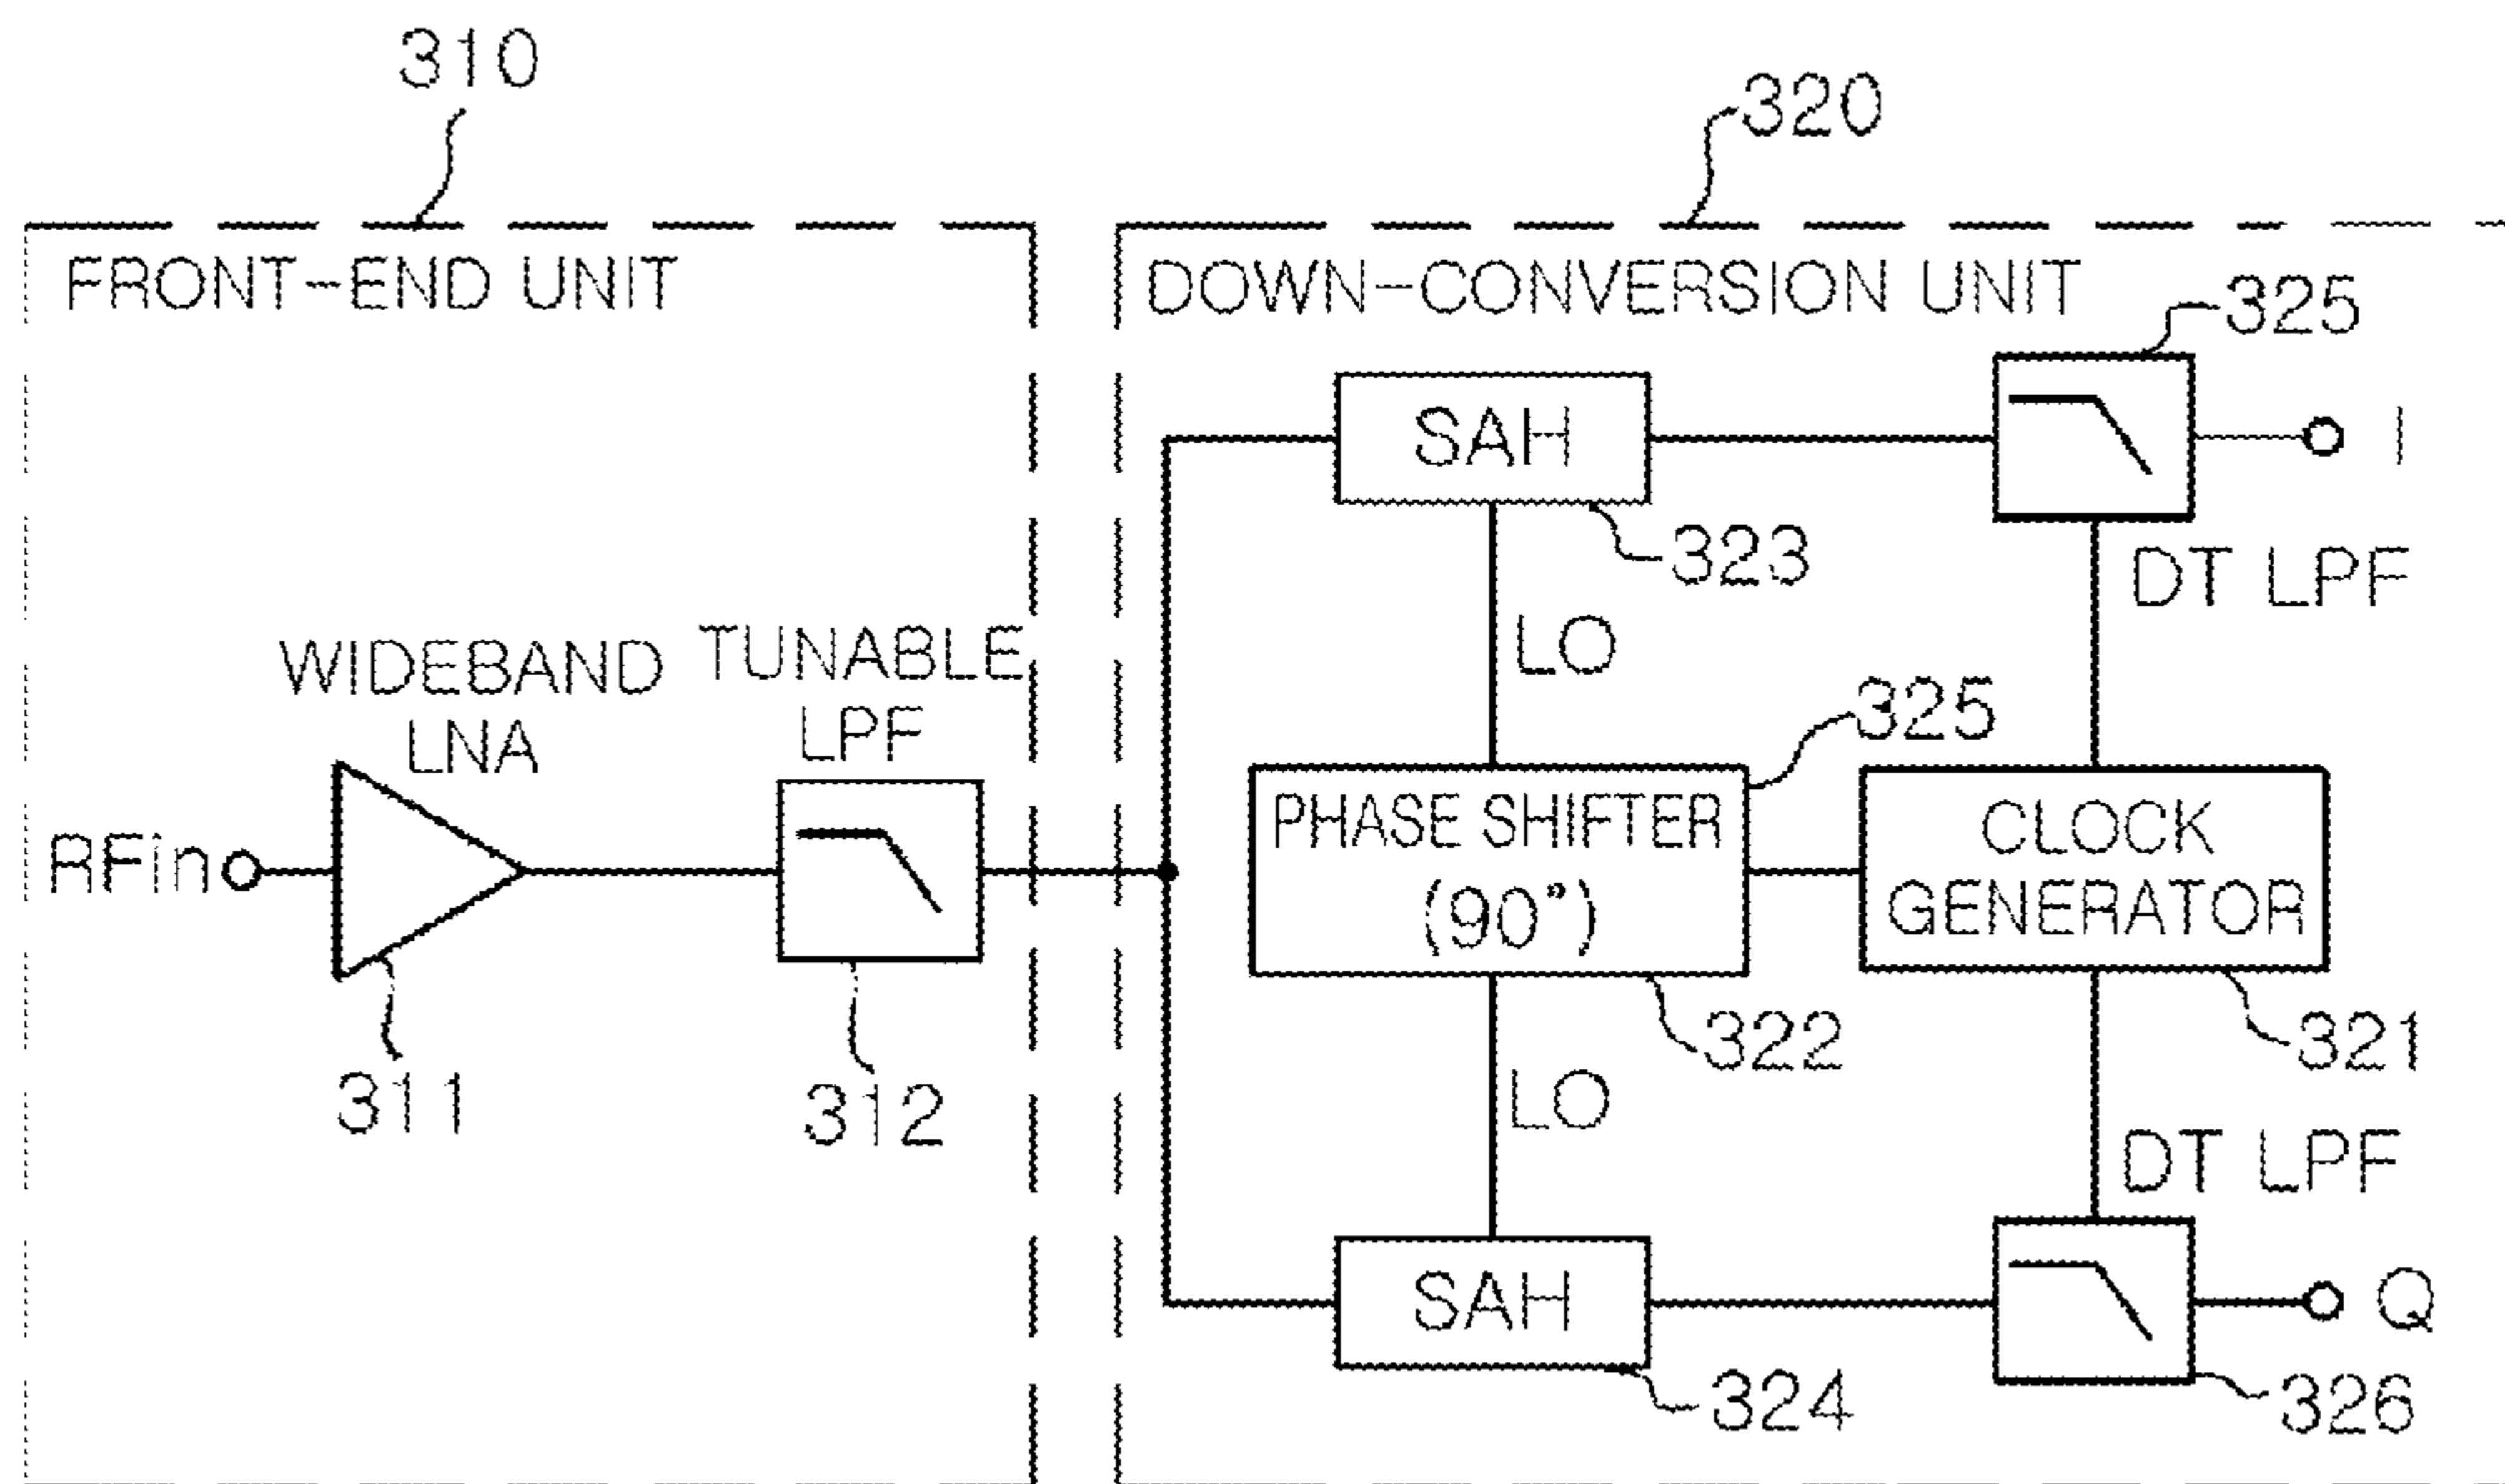 310
320
FRONT-END UNIT
DOWN-CONVERSION UNIT
325
SAH
I
323
DT LPF
LO
WIDEBAND
LNA
TUNABLE
LPF
325
RFin
PHASE SHIFTER
(90°)
CLOCK
GENERATOR
322
321
311
312
LO
DT LPF
SAH
Q
324
326